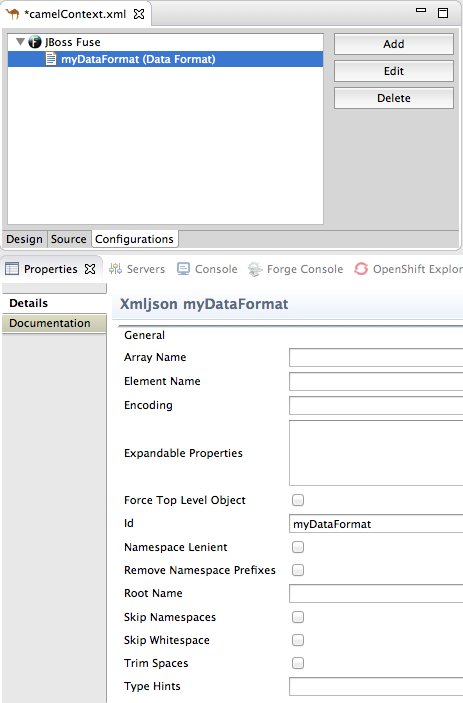 *camelContext.xml
JBoss Fuse
myDataFormat (Data Format)
Add
Edit
Delete
Design Source Configurations
Properties Servers Console Forge Console OpenShift Explor
Details
Documentation
Xmljson myDataFormat
General
Array Name
Element Name
Encoding
Expandable Properties
Force Top Level Object
Id myDataFormat
Namespace Lenient
Remove Namespace Prefixes
Root Name
Skip Namespaces
Skip Whitespace
Trim Spaces
Type Hints